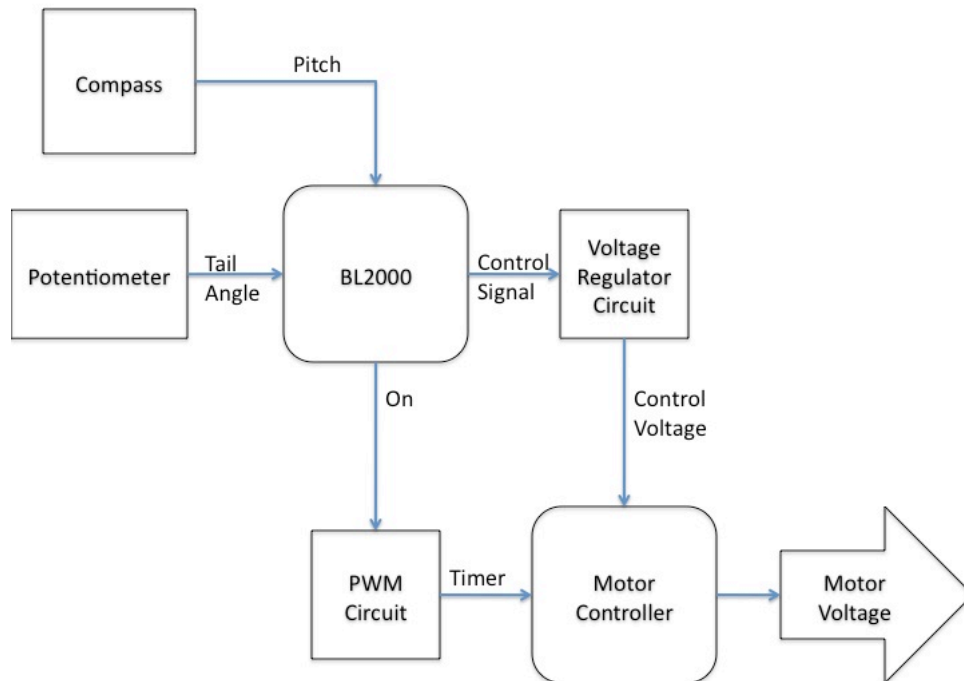 Pitch
Compass
Potentiometer
Tail
Angle
BL2000
Control
Signal
Voltage
Regulator
Circuit
On
Control
Voltage
PWM
Circuit
Timer
Motor
Controller
Motor
Voltage